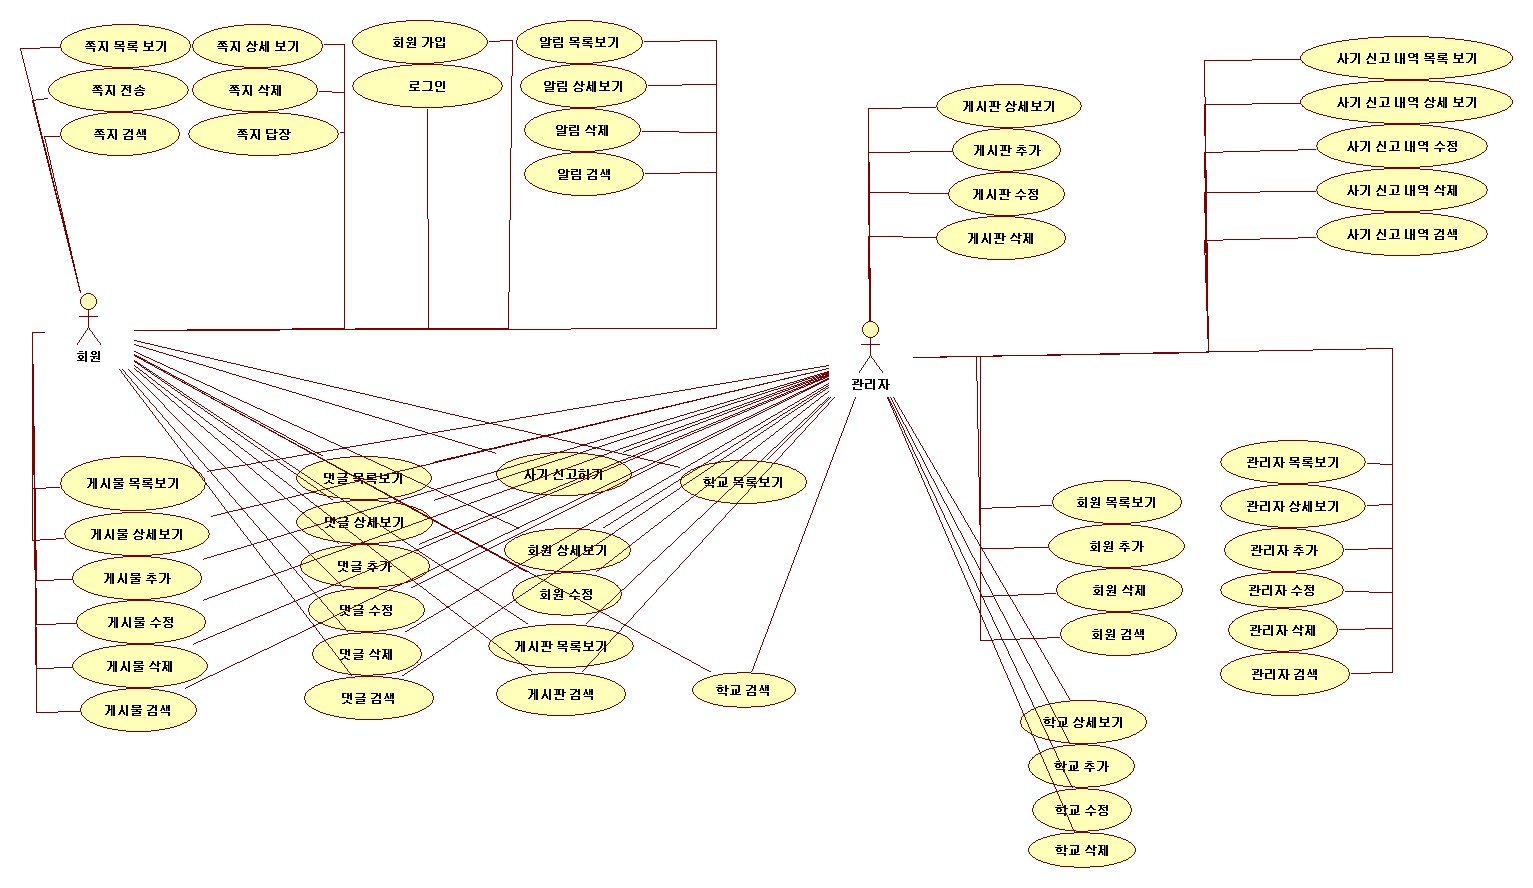 쪽지 목록 보기
쪽지 상세 보기
쪽지 전송
쪽지 삭제
쪽지 검색
쪽지 답장
회원 가입
로그인
알림 목록보기
알림 상세보기
알림 삭제
알림 검색
게시판 상세보기
게시판 추가
게시판 수정
게시판 삭제
사기 신고 내역 목록 보기
사기 신고 내역 상세 보기
사기 신고 내역 수정
사기 신고 내역 삭제
사기 신고 내역 검색
회원
관리자
게시물 목록보기
게시물 상세보기
게시물 추가
게시물 수정
게시물 삭제
게시물 검색
댓글 목록보기
댓글 상세보기
댓글 추가
댓글 수정
댓글 삭제
댓글 검색
사기 신고하기
회원 상세보기
회원 수정
게시판 목록보기
게시판 검색
학교 목록보기
학교 검색
회원 목록보기
회원 추가
회원 삭제
회원 검색
관리자 목록보기
관리자 상세보기
관리자 추가
관리자 수정
관리자 삭제
관리자 검색
학교 상세보기
학교 추가
학교 수정
학교 삭제